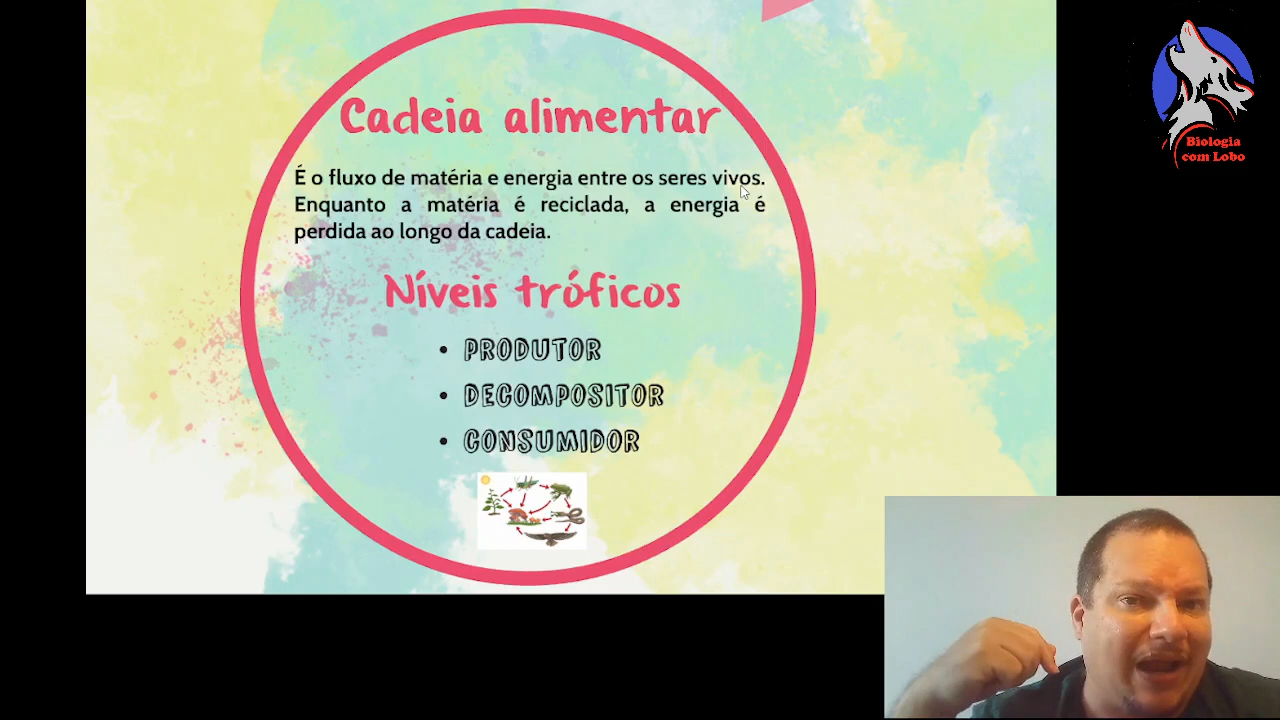 Cadeia alimentar
É o fluxo de matéria e energia entre os seres vivos.
Enquanto a matéria é reciclada, a energia é
perdida ao longo da cadeia.
Níveis tróficos
• PRODUTOR
• DECOMPOSITOR
• CONSUMIDOR
Biologia
com Lobo